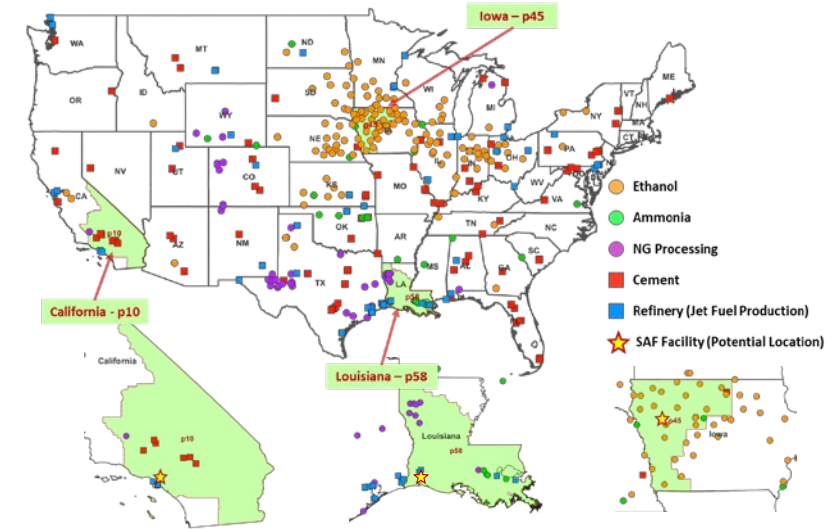 Iowa – p45
WA
MT
ND
MN
ME
OR
ID
SD
WI
MI
VT
NH
NY
MA
CT
WY
NE
PA
NV
UT
CO
IL
IN
OH
WV
CA
KS
MO
KY
VA
p10
AZ
NM
OK
AR
TN
NC
SC
TX
LA
MS
AL
GA
p58
p45
Ethanol
Ammonia
NG Processing
Cement
Refinery (Jet Fuel Production)
SAF Facility (Potential Location)
California - p10
Louisiana – p58
California
p10
Louisiana
p58
p45
Iowa